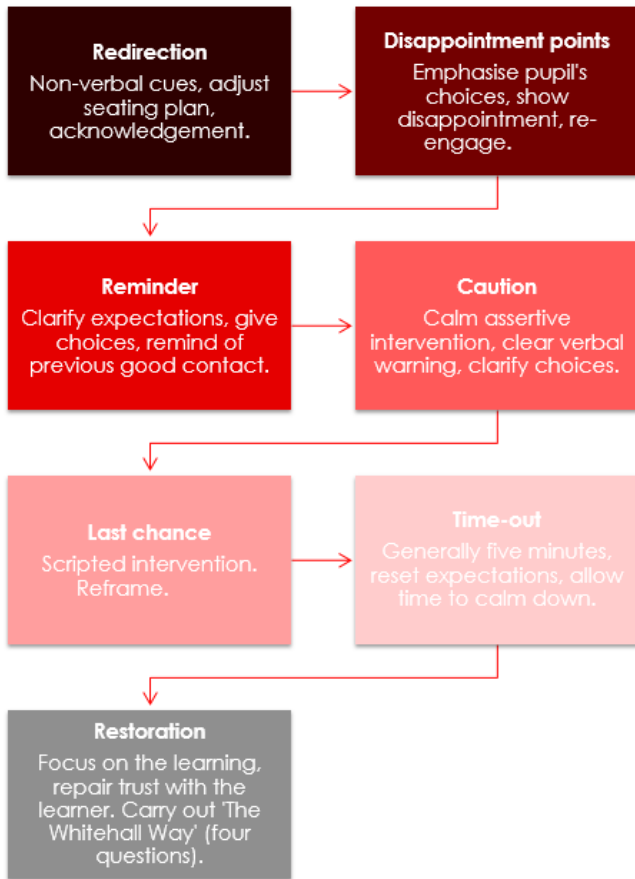 Redirection
Non-verbal cues, adjust
seating plan,
acknowledgement.
Disappointment points
Emphasise pupil's
choices, show
disappointment, re-
engage.
Reminder
Clarify expectations, give
choices, remind of
previous good contact.
Caution
Calm assertive
intervention, clear verbal
warning, clarify choices.
Last chance
Scripted intervention.
Reframe.
Time-out
Generally five minutes,
reset expectations, allow
time to calm down.
Restoration
Focus on the learning,
repair trust with the
learner. Carry out 'The
Whitehall Way' (four
questions).